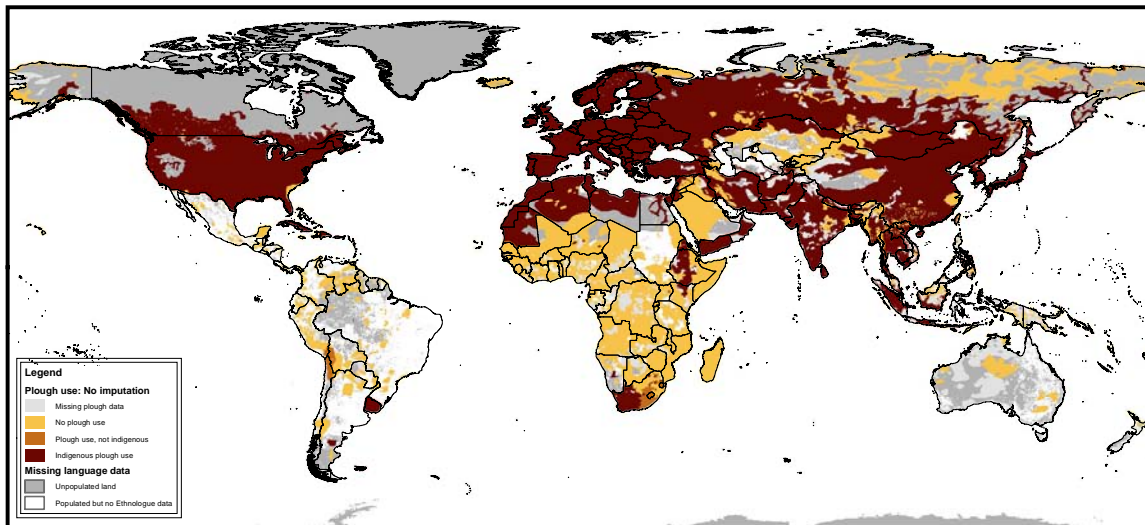 Legend
Plough use: No imputation
Missing plough data
No plough use
Plough use, not indigenous
Indigenous plough use
Missing language data
Unpopulated land
Populated but no Ethnologue data